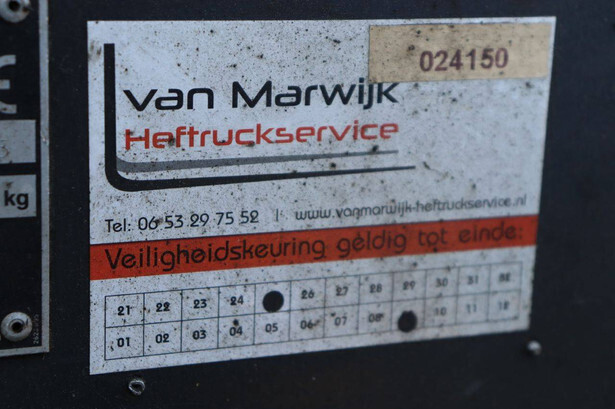 024150
van Marwijk
Heftruckservice
Tel: 06 53 29 75 52 | www.vanmarwijk-heftruckservice.nl
Veiligheidskeuring geldig tot einde:
21 22 23 24 26 27 28 29 30 31 32
01 02 03 04 05 06 07 08 10 11 12
kg